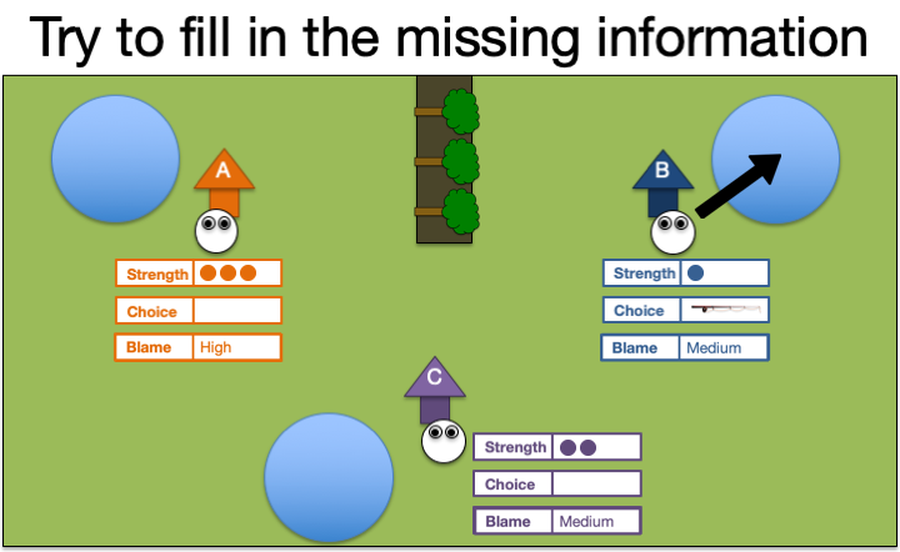 Try to fill in the missing information
A
B
Strength
Choice
Blame High
Strength
Choice
Blame Medium
C
Strength
Choice
Blame Medium